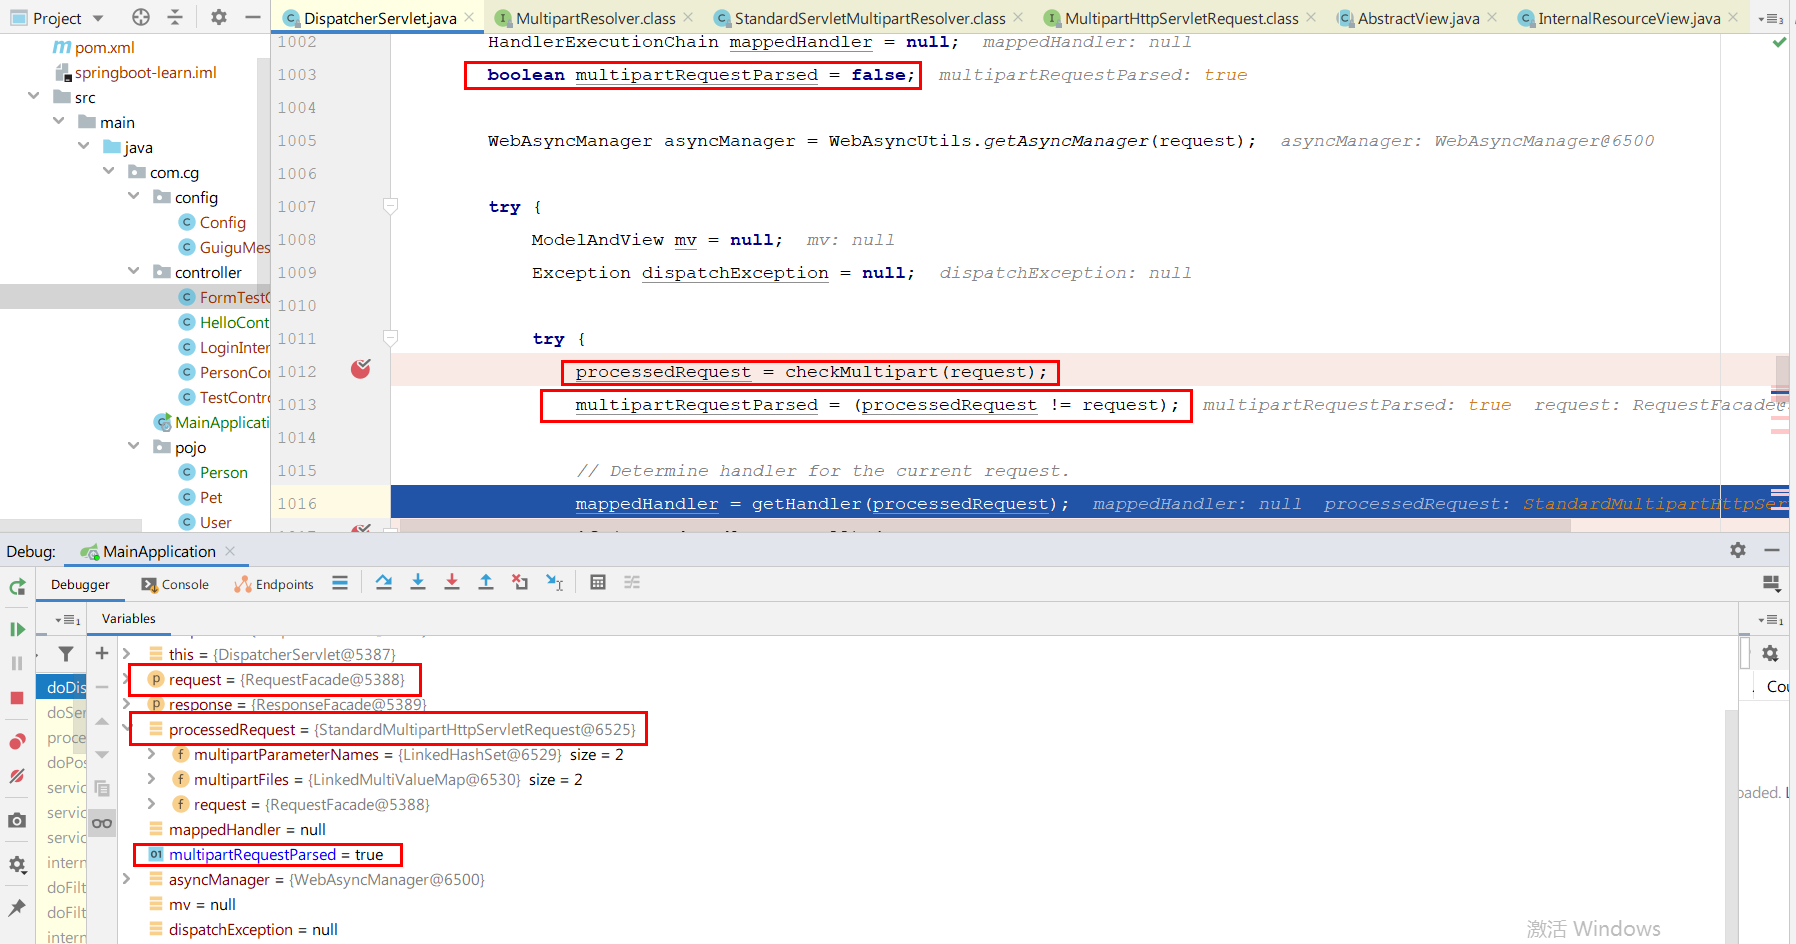 Project
DispatcherServlet.java
MultipartResolver.class
StandardServletMultipartResolver.class
MultipartHttpServletRequest.class
AbstractView.java
InternalResourceView.java
pom.xml
springboot-learn.iml
src
main
java
com.cg
config
Config
GuiguMes
controller
FormTestC
HelloCont
LoginInter
PersonCor
TestContro
MainApplicati
pojo
Person
Pet
User
1002 HandlerExecutionChain mappedHandler = null; mappedHandler: null
1003 boolean multipartRequestParsed = false; multipartRequestParsed: true
1004
1005 WebAsyncManager asyncManager = WebAsyncUtils.getAsyncManager(request); asyncManager: WebAsyncManager@6500
1006
1007 try {
1008 ModelAndView mv = null; mv: null
1009 Exception dispatchException = null; dispatchException: null
1010
1011 try {
1012 processedRequest = checkMultipart(request);
1013 multipartRequestParsed = (processedRequest != request); multipartRequestParsed: true request: RequestFacade@
1014
1015 // Determine handler for the current request.
1016 mappedHandler = getHandler(processedRequest); mappedHandler: null processedRequest: StandardMultipartHttpSer
Debug: MainApplication
Debugger Console Endpoints
Variables
this = {DispatcherServlet@5387}
request = {RequestFacade@5388}
response = {ResponseFacade@5389}
processedRequest = {StandardMultipartHttpServletRequest@6525}
multipartParameterNames = {LinkedHashSet@6529} size = 2
multipartFiles = {LinkedMultiValueMap@6530} size = 2
request = {RequestFacade@5388}
mappedHandler = null
multipartRequestParsed = true
asyncManager = {WebAsyncManager@6500}
mv = null
dispatchException = null
doDis
doSer
proce
doPos
servic
servic
servic
intern
doFilt
doFilt
intern
Cou
oaded. L
激活 Windows